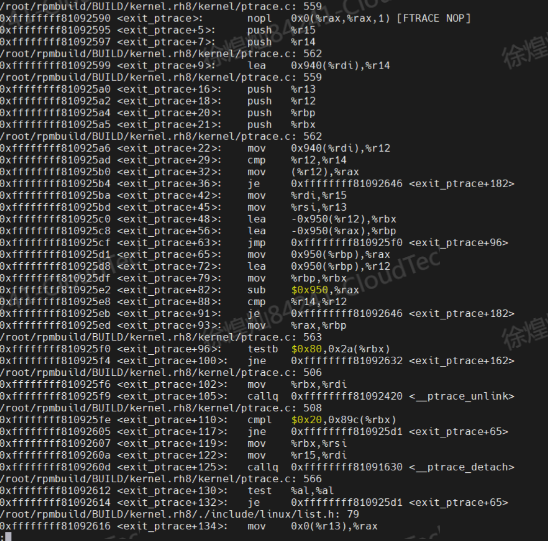 /root/rpmbuild/BUILD/kernel.rh8/kernel/ptrace.c: 559
0xffffffff81092590 <exit_ptrace>: nopl 0x0(%rax,%rax,1) [FTRACE NOP]
0xffffffff81092595 <exit_ptrace+5>: push %r15
0xffffffff81092597 <exit_ptrace+7>: push %r14
/root/rpmbuild/BUILD/kernel.rh8/kernel/ptrace.c: 562
0xffffffff81092599 <exit_ptrace+9>: lea 0x940(%rdi),%r14
/root/rpmbuild/BUILD/kernel.rh8/kernel/ptrace.c: 559
0xffffffff810925a0 <exit_ptrace+16>: push %r13
0xffffffff810925a2 <exit_ptrace+18>: push %r12
0xffffffff810925a4 <exit_ptrace+20>: push %rbp
0xffffffff810925a5 <exit_ptrace+21>: push %rbx
/root/rpmbuild/BUILD/kernel.rh8/kernel/ptrace.c: 562
0xffffffff810925a6 <exit_ptrace+22>: mov 0x940(%rdi),%r12
0xffffffff810925ad <exit_ptrace+29>: cmp %r12,%r14
0xffffffff810925b0 <exit_ptrace+32>: mov (%r12),%rax
0xffffffff810925b4 <exit_ptrace+36>: je 0xffffffff81092646 <exit_ptrace+182>
0xffffffff810925ba <exit_ptrace+42>: mov %rdi,%r15
0xffffffff810925bd <exit_ptrace+45>: mov %rsi,%r13
0xffffffff810925c0 <exit_ptrace+48>: lea -0x950(%r12),%rbx
0xffffffff810925c8 <exit_ptrace+56>: lea -0x950(%rax),%rbp
0xffffffff810925cf <exit_ptrace+63>: jmp 0xffffffff810925f0 <exit_ptrace+96>
0xffffffff810925d1 <exit_ptrace+65>: mov 0x950(%rbp),%rax
0xffffffff810925d8 <exit_ptrace+72>: lea 0x950(%rbp),%r12
0xffffffff810925df <exit_ptrace+79>: mov %rbp,%rbx
0xffffffff810925e2 <exit_ptrace+82>: sub $0x950,%rax
0xffffffff810925e8 <exit_ptrace+88>: cmp %r14,%r12
0xffffffff810925eb <exit_ptrace+91>: je 0xffffffff81092646 <exit_ptrace+182>
0xffffffff810925ed <exit_ptrace+93>: mov %rax,%rbp
/root/rpmbuild/BUILD/kernel.rh8/kernel/ptrace.c: 563
0xffffffff810925f0 <exit_ptrace+96>: testb $0x80,0x2a(%rbx)
0xffffffff810925f4 <exit_ptrace+100>: jne 0xffffffff81092632 <exit_ptrace+162>
/root/rpmbuild/BUILD/kernel.rh8/kernel/ptrace.c: 506
0xffffffff810925f6 <exit_ptrace+102>: mov %rbx,%rdi
0xffffffff810925f9 <exit_ptrace+105>: callq 0xffffffff81092420 <__ptrace_unlink>
/root/rpmbuild/BUILD/kernel.rh8/kernel/ptrace.c: 508
0xffffffff810925fe <exit_ptrace+110>: cmpl $0x20,0x89c(%rbx)
0xffffffff81092605 <exit_ptrace+117>: jne 0xffffffff810925d1 <exit_ptrace+65>
0xffffffff81092607 <exit_ptrace+119>: mov %rbx,%rsi
0xffffffff8109260a <exit_ptrace+122>: mov %r15,%rdi
0xffffffff8109260d <exit_ptrace+125>: callq 0xffffffff81091630 <__ptrace_detach>
/root/rpmbuild/BUILD/kernel.rh8/kernel/ptrace.c: 566
0xffffffff81092612 <exit_ptrace+130>: test %al,%al
0xffffffff81092614 <exit_ptrace+132>: je 0xffffffff810925d1 <exit_ptrace+65>
/root/rpmbuild/BUILD/kernel.rh8/./include/linux/list.h: 79
0xffffffff81092616 <exit_ptrace+134>: mov 0x0(%r13),%rax
: